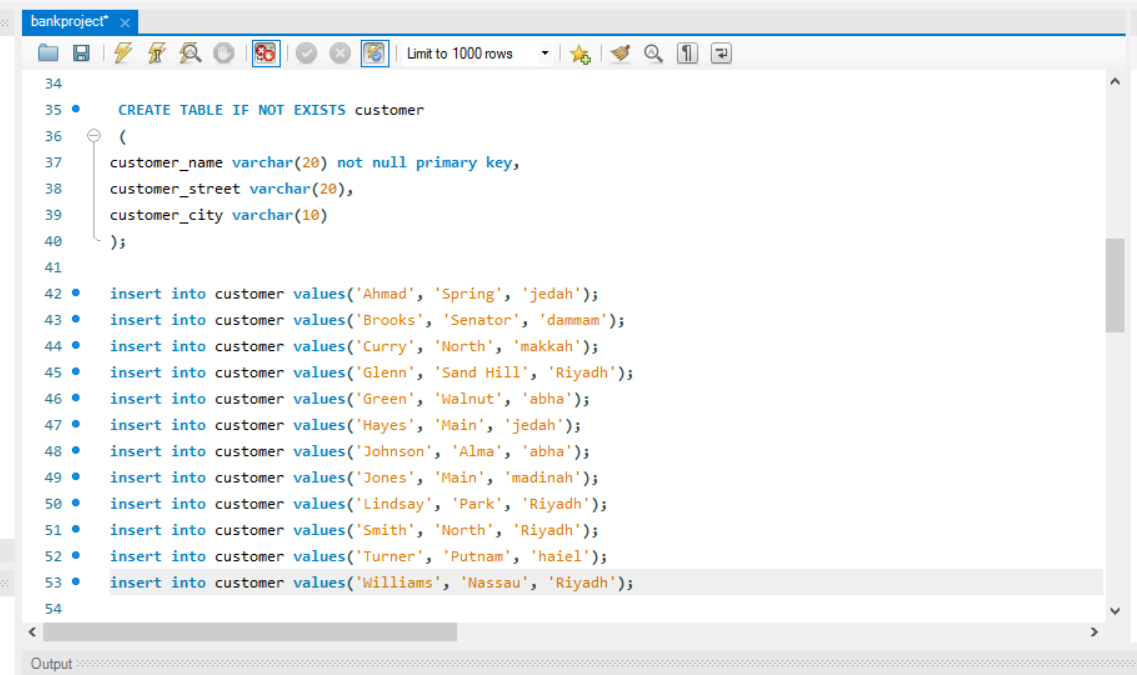 bankproject*
Limit to 1000 rows
34
35 CREATE TABLE IF NOT EXISTS customer
36 (
37 customer_name varchar(20) not null primary key,
38 customer_street varchar(20),
39 customer_city varchar(10)
40 );
41
42 insert into customer values('Ahmad', 'Spring', 'jedah');
43 insert into customer values('Brooks', 'Senator', 'dammam');
44 insert into customer values('Curry', 'North', 'makkah');
45 insert into customer values('Glenn', 'Sand Hill', 'Riyadh');
46 insert into customer values('Green', 'Walnut', 'abha');
47 insert into customer values('Hayes', 'Main', 'jedah');
48 insert into customer values('Johnson', 'Alma', 'abha');
49 insert into customer values('Jones', 'Main', 'madinah');
50 insert into customer values('Lindsay', 'Park', 'Riyadh');
51 insert into customer values('Smith', 'North', 'Riyadh');
52 insert into customer values('Turner', 'Putnam', 'haiel');
53 insert into customer values('Williams', 'Nassau', 'Riyadh');
54
Output